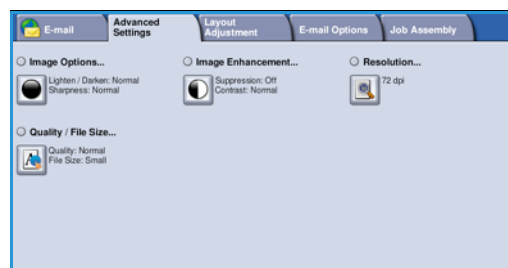 E-mail
Advanced
Settings
Layout
Adjustment
E-mail Options
Job Assembly
Image Options...
Lighten / Darken: Normal
Sharpness: Normal
Image Enhancement...
Suppression: Off
Contrast: Normal
Resolution...
72 dpi
Quality / File Size...
Quality: Normal
File Size: Small